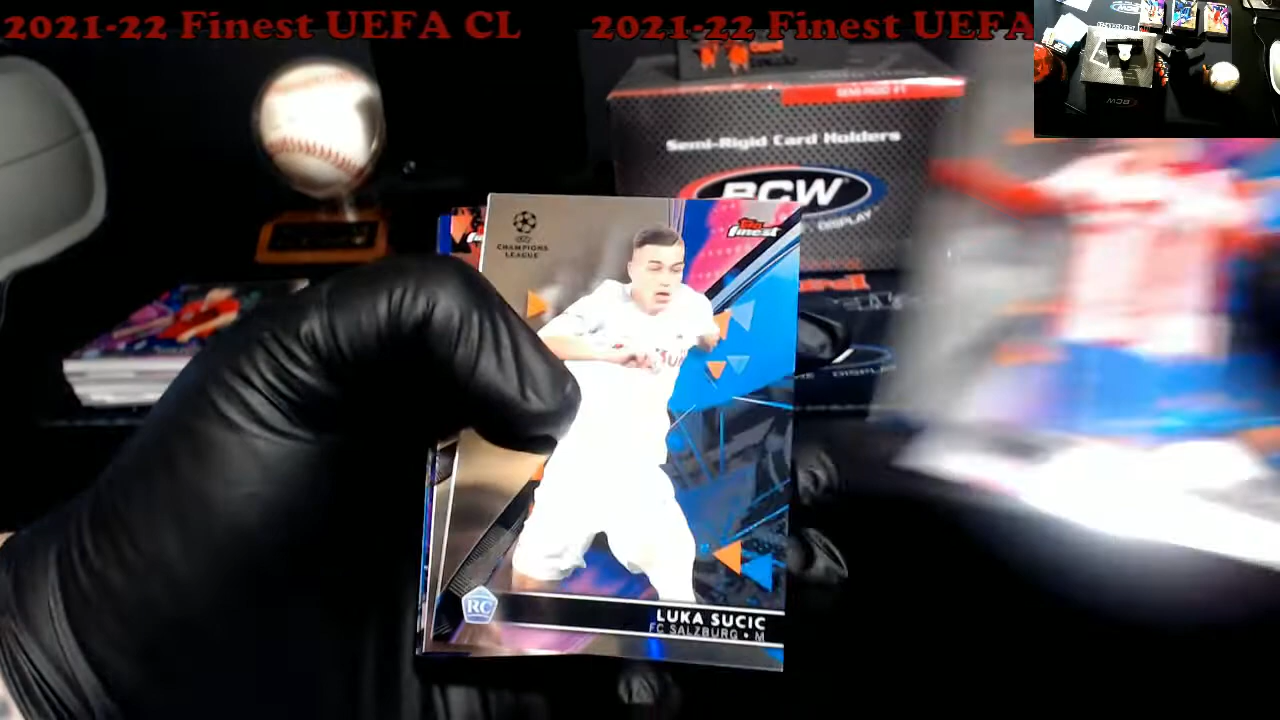 2021-22 Finest UEFA CL 2021-22 Finest UEFA
Semi-Rigid Card Holders
BCW
DISPLAY
CHAMPIONS
LEAGUE
Finest
RC
LUKA SUCIC
FC SALZBURG • M
DISPLAY